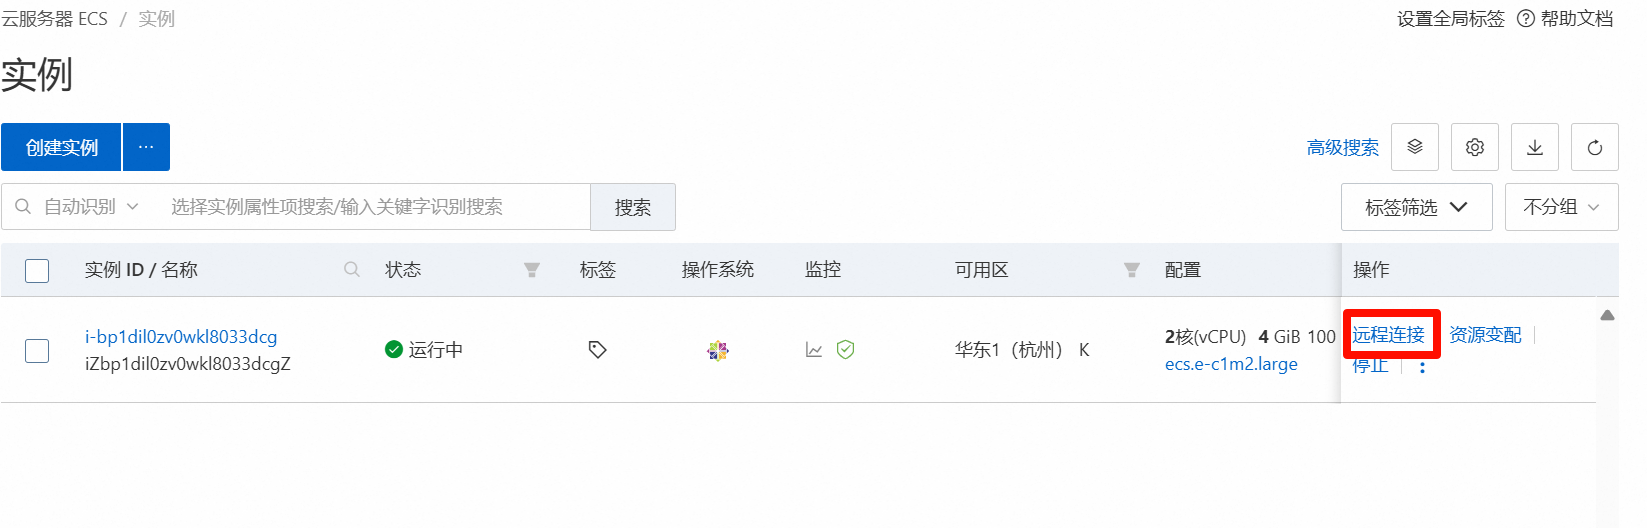 云服务器 ECS / 实例
设置全局标签 ? 帮助文档
实例
创建实例 ...
高级搜索
自动识别 选择实例属性项搜索/输入关键字识别搜索 搜索
标签筛选 不分组
实例 ID / 名称 状态 标签 操作系统 监控 可用区 配置 操作
i-bp1dil0zv0wkl8033dcg
iZbp1dil0zv0wkl8033dcgZ
运行中
华东1（杭州） K
2核(vCPU) 4 GiB 100
ecs.e-c1m2.large
远程连接 资源变配
停止